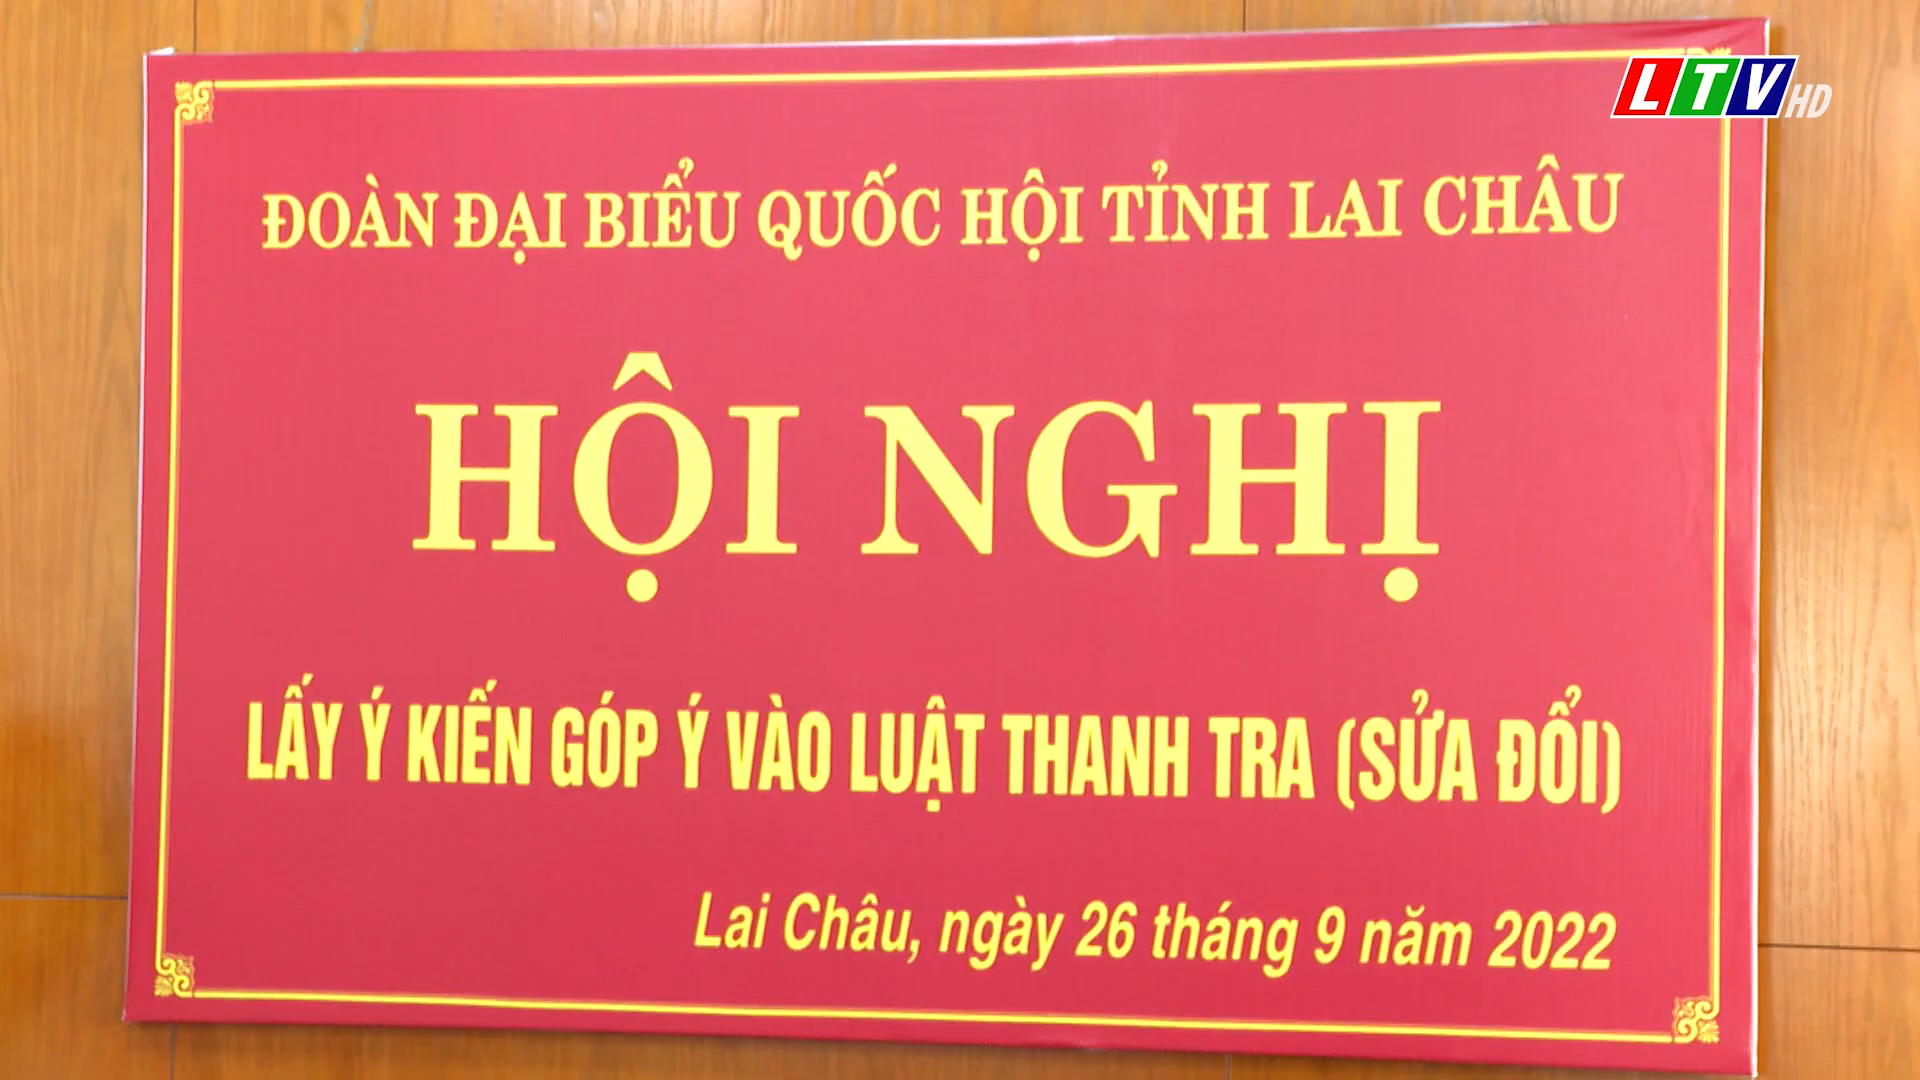 LTV HD
ĐOÀN ĐẠI BIỂU QUỐC HỘI TỈNH LAI CHÂU
HỘI NGHỊ
LẤY Ý KIẾN GÓP Ý VÀO LUẬT THANH TRA (SỬA ĐỔI)
Lai Châu, ngày 26 tháng 9 năm 2022